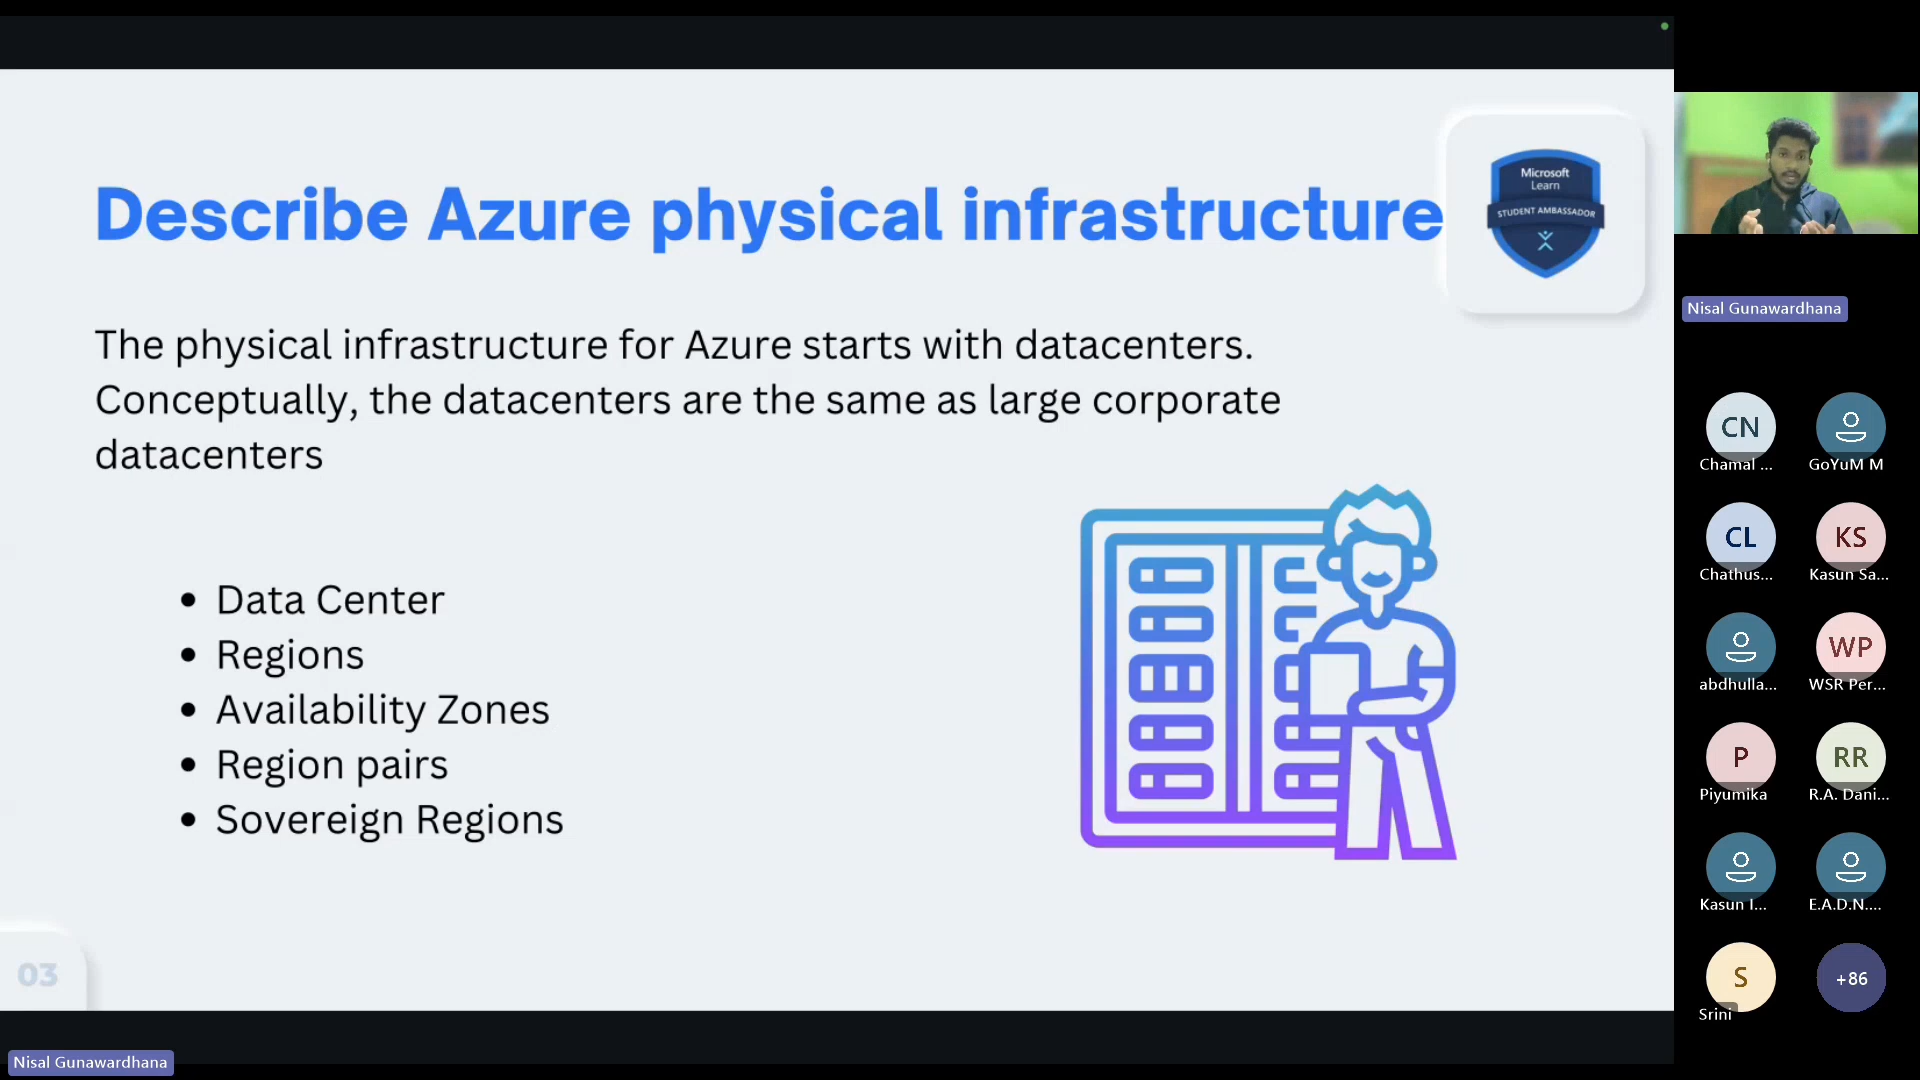 Describe Azure physical infrastructure
Microsoft
Learn
STUDENT AMBASSADOR
The physical infrastructure for Azure starts with datacenters.
Conceptually, the datacenters are the same as large corporate
datacenters
• Data Center
• Regions
• Availability Zones
• Region pairs
• Sovereign Regions
03
Nisal Gunawardhana
Nisal Gunawardhana
CN
Chamal ...
GoYuM M
CL
Chathus...
KS
Kasun Sa...
abdhulla...
WP
WSR Per...
P
Piyumika
RR
R.A. Dani...
Kasun I...
E.A.D.N....
S
Srini
+86